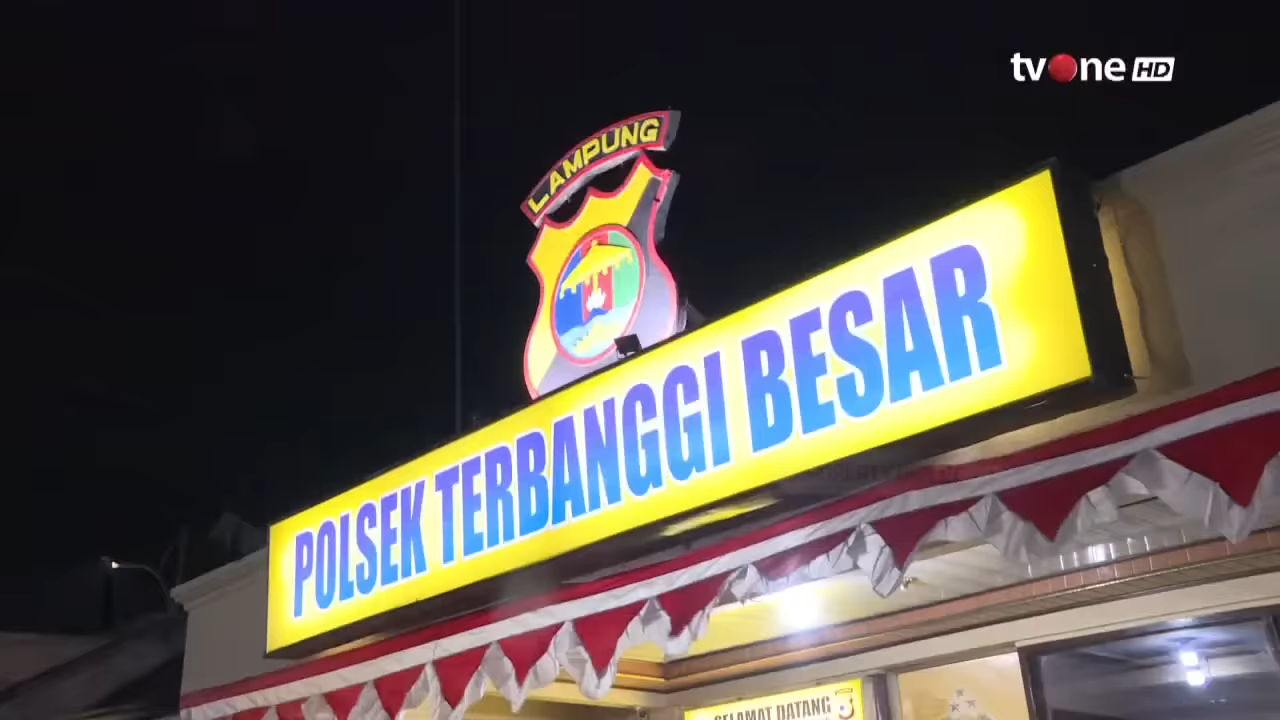 tvOne HD
LAMPUNG
POLSEK TERBANGGI BESAR
SELAMAT DATANG